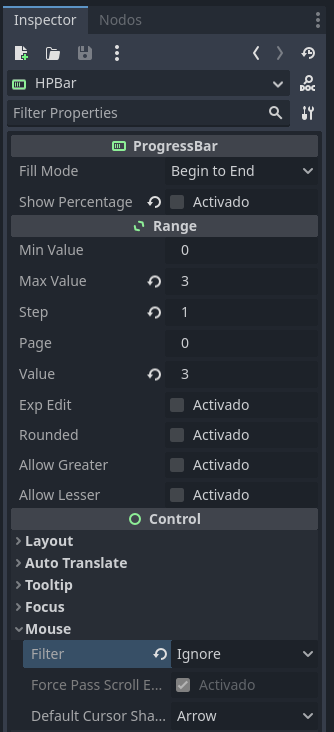 Inspector Nodos
HPBar DOC
Filter Properties
ProgressBar
Fill Mode Begin to End
Show Percentage Activado
Range
Min Value 0
Max Value 3
Step 1
Page 0
Value 3
Exp Edit Activado
Rounded Activado
Allow Greater Activado
Allow Lesser Activado
Control
Layout
Auto Translate
Tooltip
Focus
Mouse
Filter Ignore
Force Pass Scroll E... Activado
Default Cursor Sha... Arrow